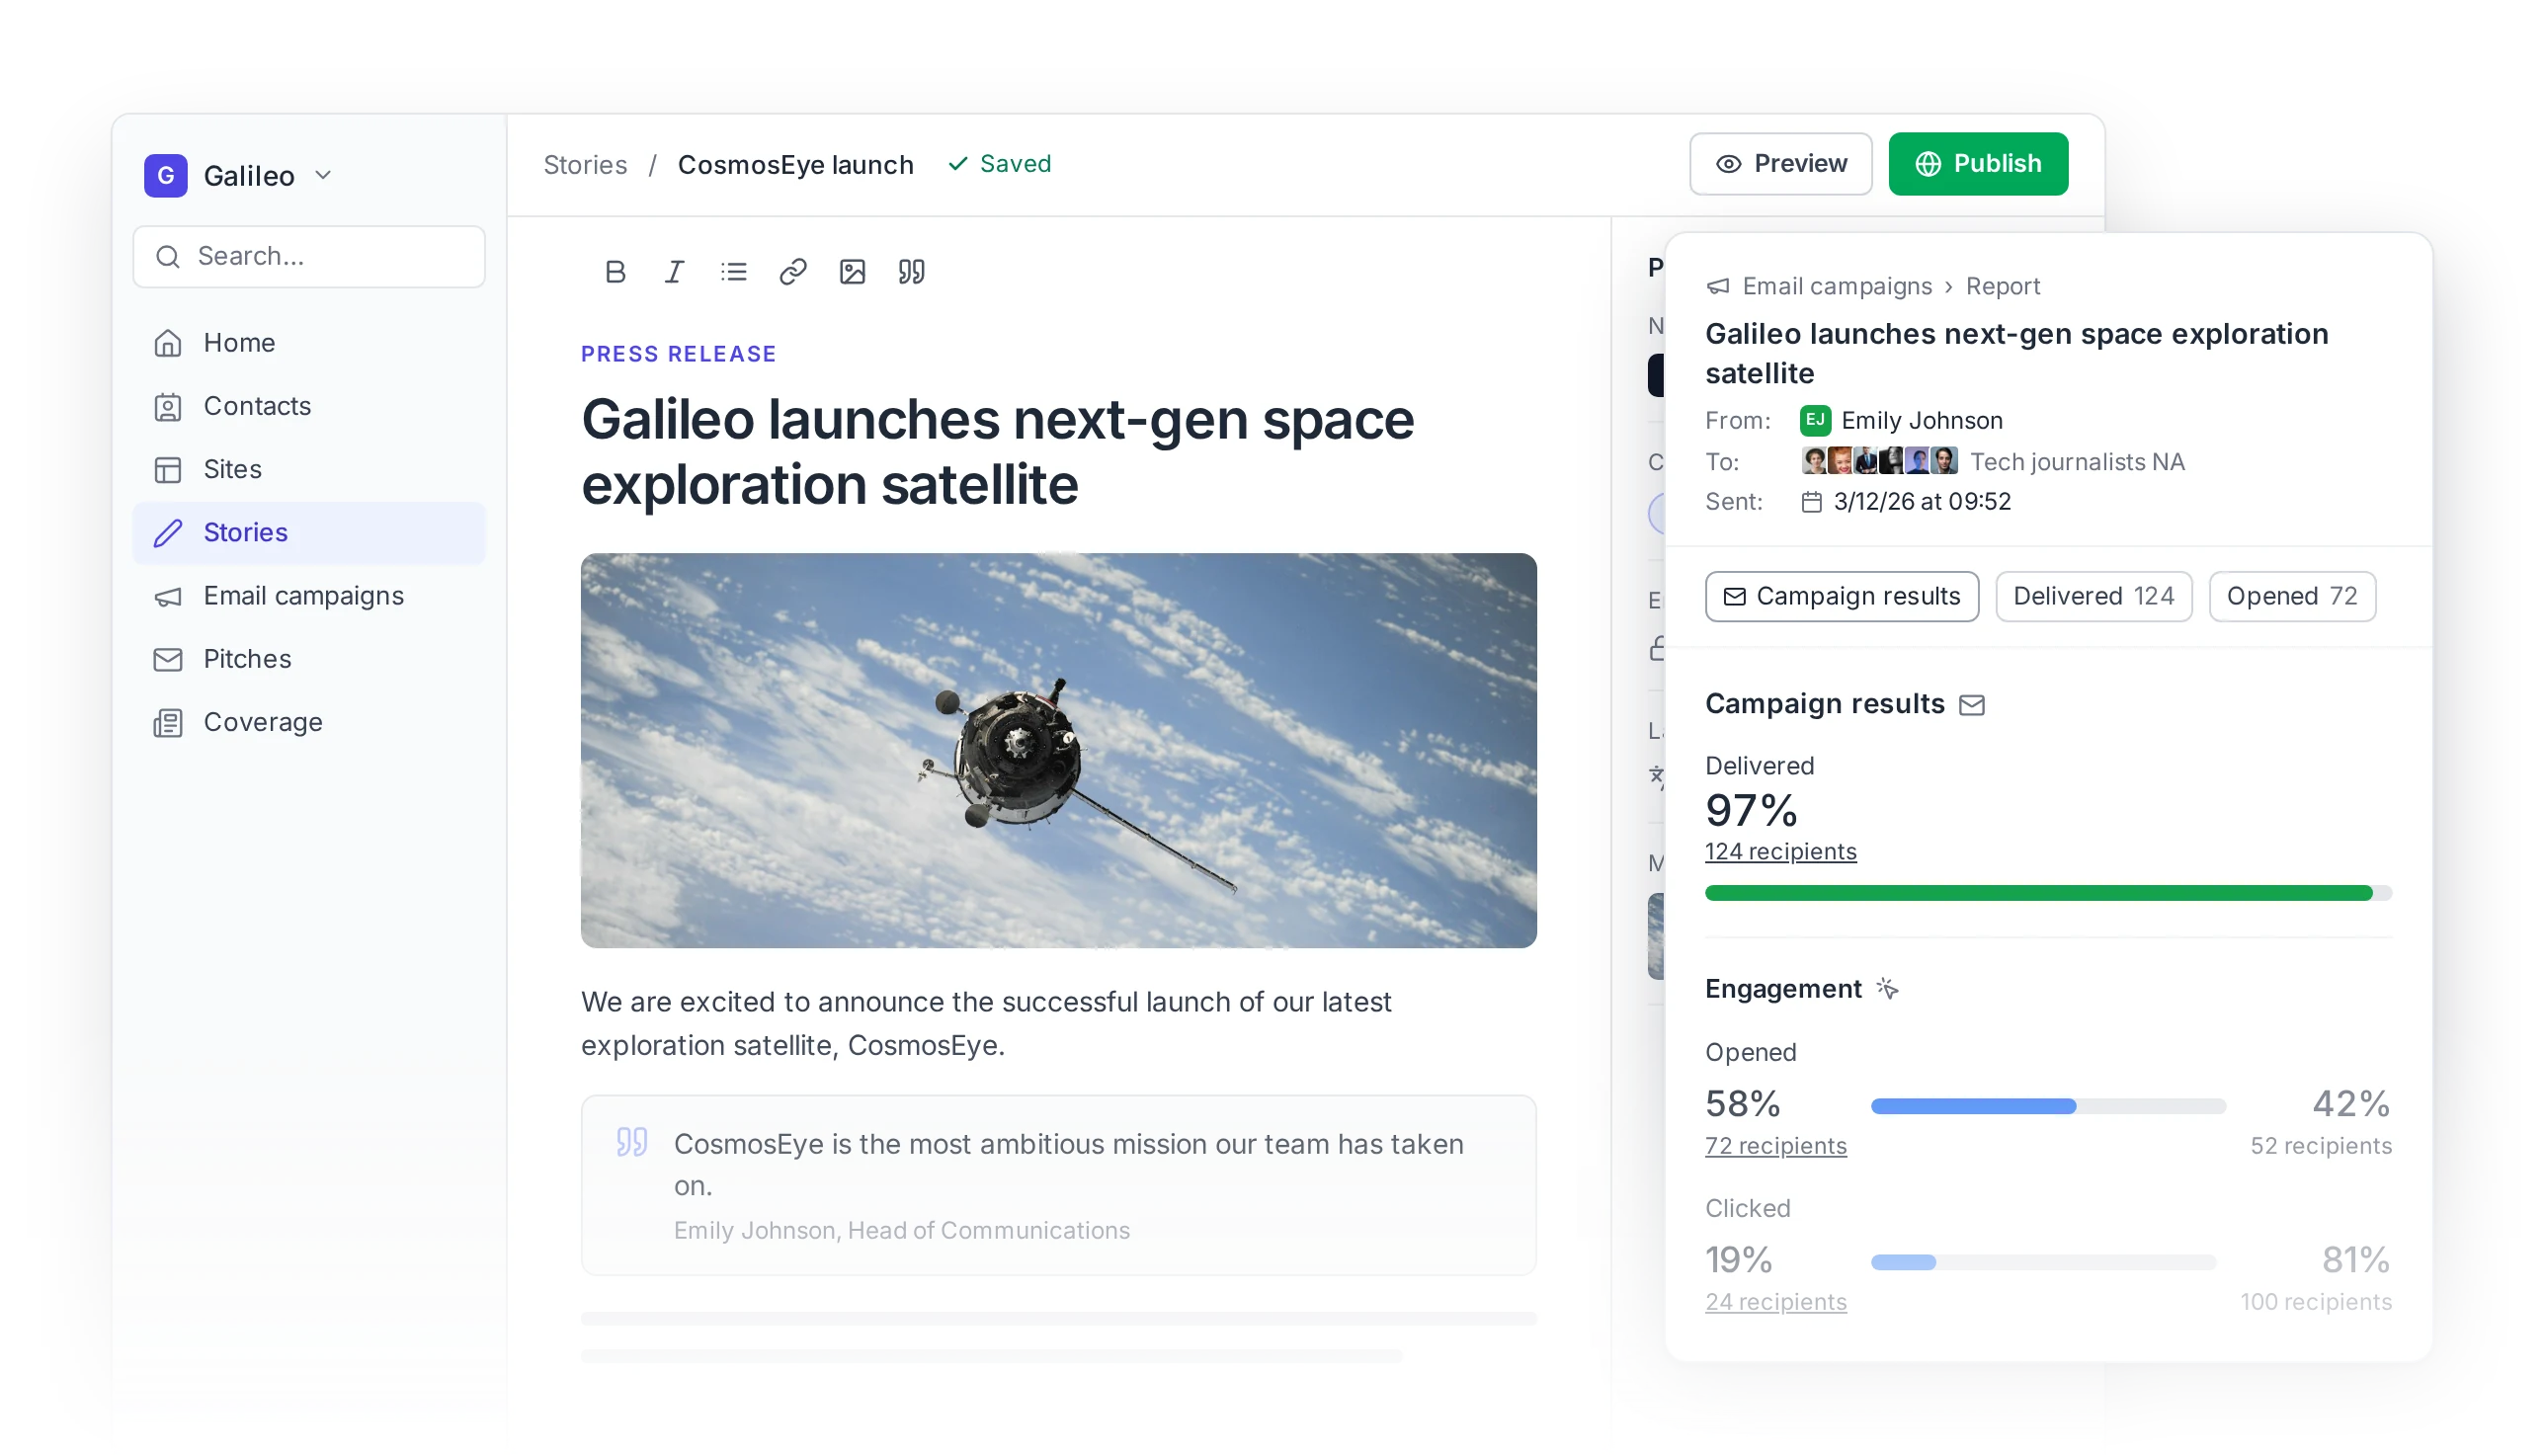 G Galileo
Search...
Home
Contacts
Sites
Stories
Email campaigns
Pitches
Coverage
Stories / CosmosEye launch Saved
Preview
Publish
PRESS RELEASE
Galileo launches next-gen space
exploration satellite
We are excited to announce the successful launch of our latest
exploration satellite, CosmosEye.
CosmosEye is the most ambitious mission our team has taken
on.
Emily Johnson, Head of Communications
Email campaigns › Report
Galileo launches next-gen space exploration
satellite
From: EJ Emily Johnson
To: Tech journalists NA
Sent: 3/12/26 at 09:52
Campaign results
Delivered 124
Opened 72
Campaign results
Delivered
97%
124 recipients
Engagement
Opened
58% 42%
72 recipients 52 recipients
Clicked
19% 81%
24 recipients 100 recipients